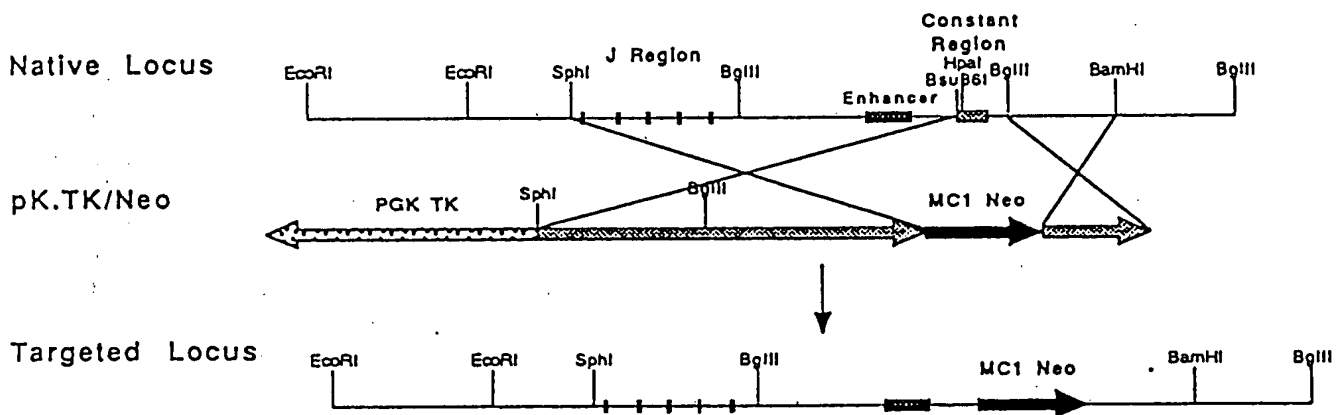 Native Locus
EcoRI
EcoRI
SphI
J Region
BglII
Enhancer
Constant
Region
HpaI
Bsu36I
BglII
BamHI
BglII
pK.TK/Neo
PGK TK
SphI
BglII
MC1 Neo
Targeted Locus
EcoRI
EcoRI
SphI
BglII
MC1 Neo
BamHI
BglII